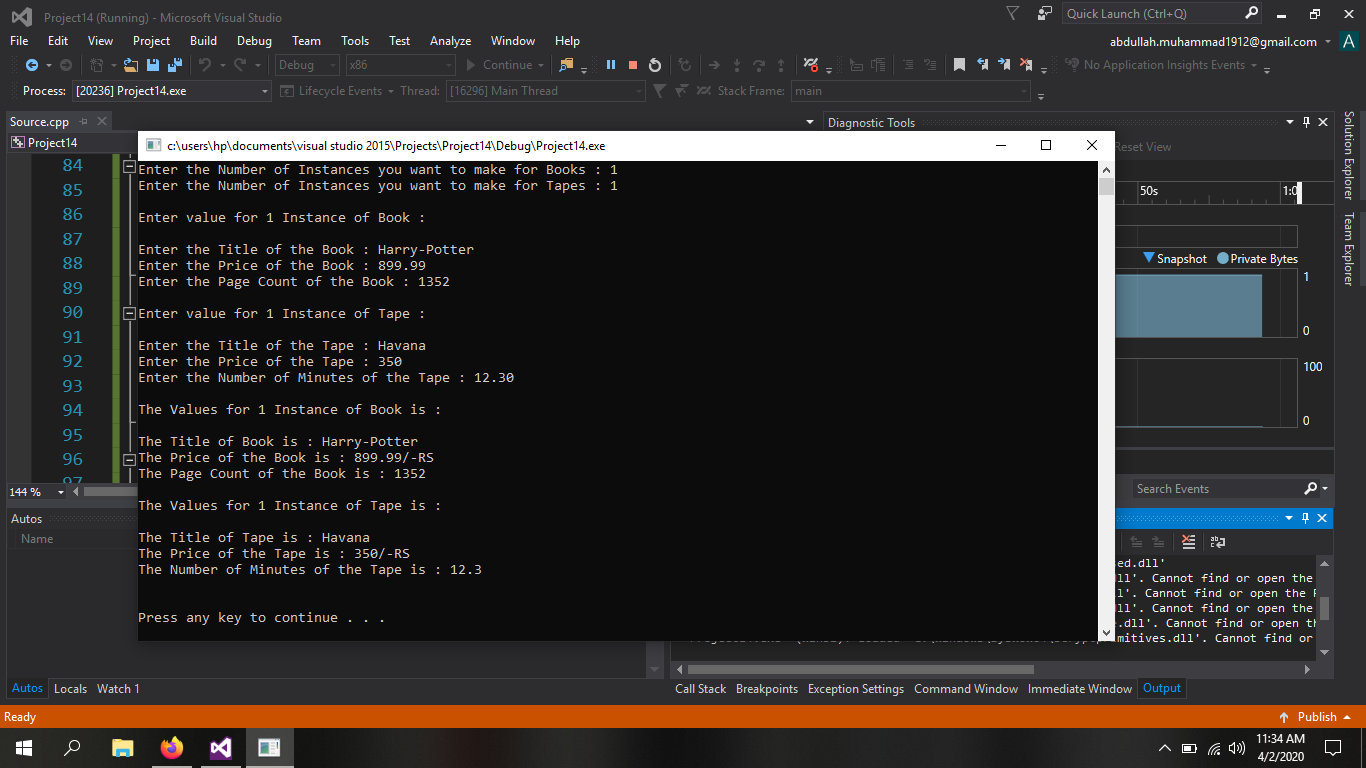 Project14 (Running) - Microsoft Visual Studio
Quick Launch (Ctrl+Q)
File Edit View Project Build Debug Team Tools Test Analyze Window Help
abdullah.muhammad1912@gmail.com A
Debug x86 Continue No Application Insights Events
Process: [20236] Project14.exe Lifecycle Events Thread: [16296] Main Thread Stack Frame: main
Source.cpp
Diagnostic Tools
Solution Explorer
Team Explorer
Project14
Reset View
c:\users\hp\documents\visual studio 2015\Projects\Project14\Debug\Project14.exe
84
85
86
87
88
89
90
91
92
93
94
95
96
97
Enter the Number of Instances you want to make for Books : 1
Enter the Number of Instances you want to make for Tapes : 1
Enter value for 1 Instance of Book :
Enter the Title of the Book : Harry-Potter
Enter the Price of the Book : 899.99
Enter the Page Count of the Book : 1352
Enter value for 1 Instance of Tape :
Enter the Title of the Tape : Havana
Enter the Price of the Tape : 350
Enter the Number of Minutes of the Tape : 12.30
The Values for 1 Instance of Book is :
The Title of Book is : Harry-Potter
The Price of the Book is : 899.99/-RS
The Page Count of the Book is : 1352
The Values for 1 Instance of Tape is :
The Title of Tape is : Havana
The Price of the Tape is : 350/-RS
The Number of Minutes of the Tape is : 12.3
Press any key to continue . . .
50s 1:0
Snapshot Private Bytes
1
0
100
0
144 %
Search Events
Autos
Name
ed.dll'
ll'. Cannot find or open the
l'. Cannot find or open the P
ll'. Cannot find or open the
e.dll'. Cannot find or open th
mitives.dll'. Cannot find or
Autos Locals Watch 1
Call Stack Breakpoints Exception Settings Command Window Immediate Window Output
Ready
Publish
11:34 AM
4/2/2020